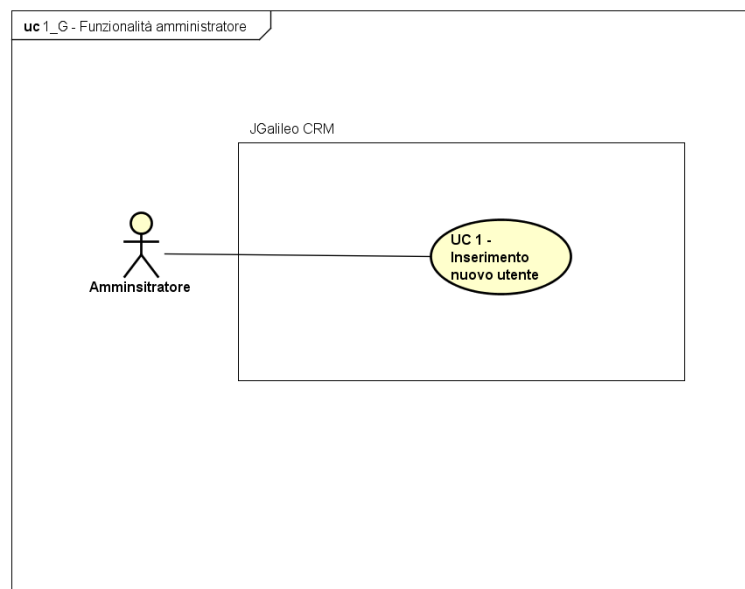 uc 1_G - Funzionalità amministratore
JGalileo CRM
UC 1 -
Inserimento
nuovo utente
Amminsitratore